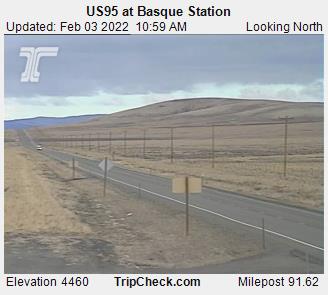 US95 at Basque Station
Updated: Feb 03 2022 10:59 AM Looking North
Elevation 4460 TripCheck.com Milepost 91.62